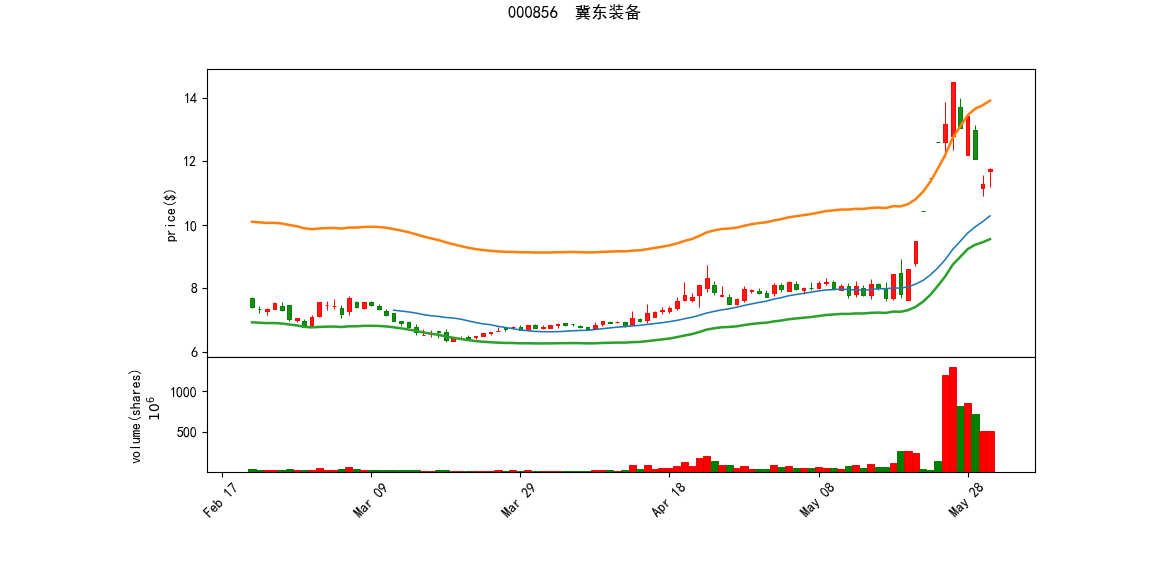 000856 冀东装备
price($)
14
12
10
8
6
volume(shares)
10^6
1000
500
Feb 17
Mar 09
Mar 29
Apr 18
May 08
May 28